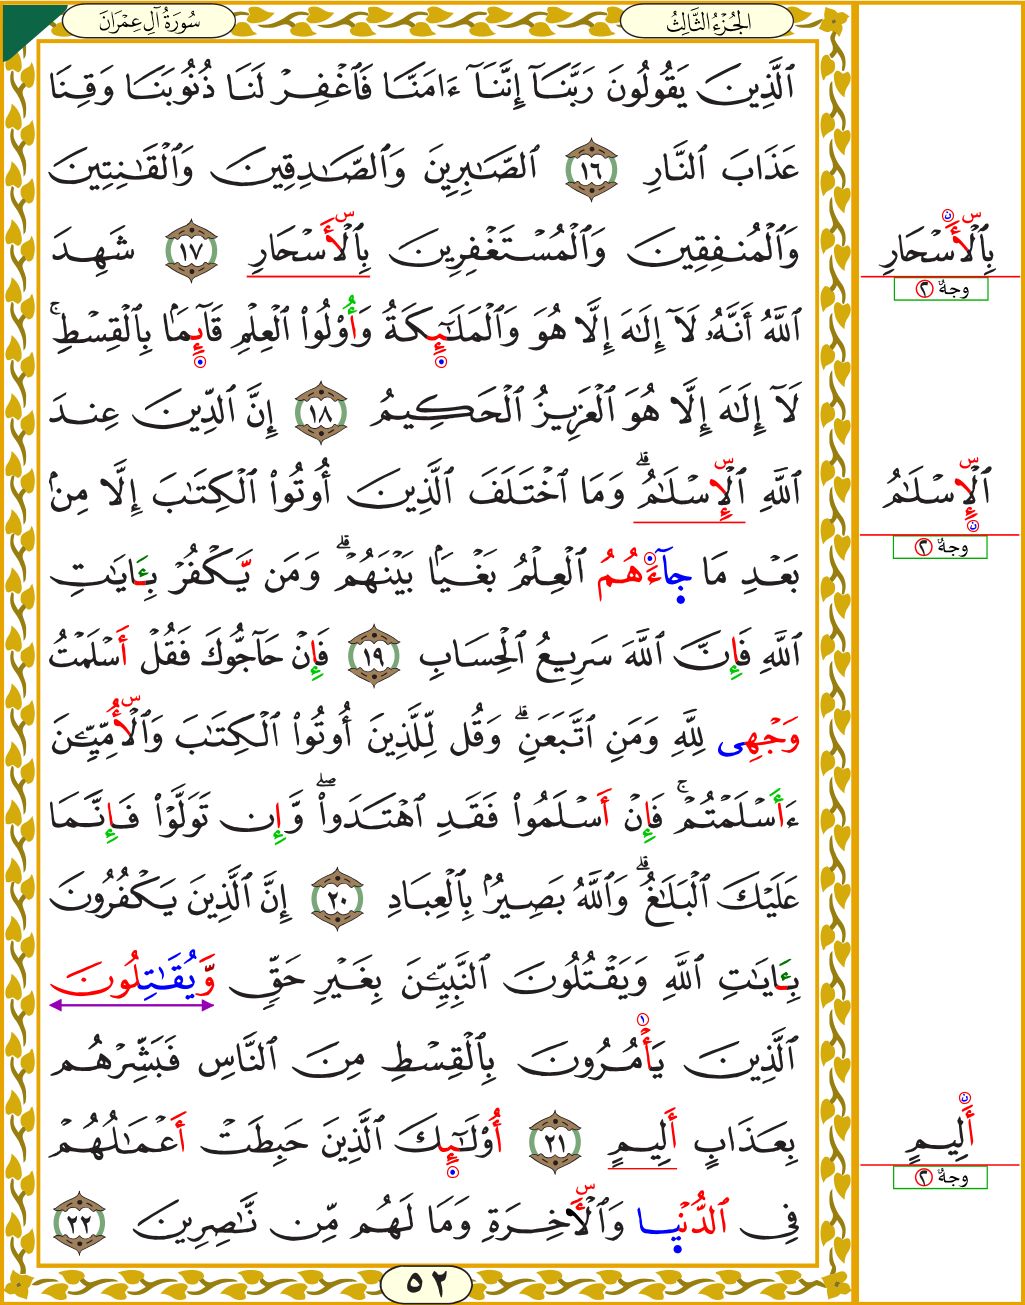 الجُزْءُ الثَّالِثُ
سُورَةُ آلِ عِمْرَان
ٱلَّذِينَ يَقُولُونَ رَبَّنَآ إِنَّنَآ ءَامَنَّا فَٱغْفِرْ لَنَا ذُنُوبَنَا وَقِنَا
عَذَابَ ٱلنَّارِ ١٦ ٱلصَّٰبِرِينَ وَٱلصَّٰدِقِينَ وَٱلْقَٰنِتِينَ
وَٱلْمُنفِقِينَ وَٱلْمُسْتَغْفِرِينَ بِٱلْأَسْحَارِ ١٧ شَهِدَ
ٱللَّهُ أَنَّهُۥ لَآ إِلَٰهَ إِلَّا هُوَ وَٱلْمَلَٰٓئِكَةُ وَأُو۟لُوا۟ ٱلْعِلْمِ قَآئِمَۢا بِٱلْقِسْطِ ۚ
لَآ إِلَٰهَ إِلَّا هُوَ ٱلْعَزِيزُ ٱلْحَكِيمُ ١٨ إِنَّ ٱلدِّينَ عِندَ
ٱللَّهِ ٱلْإِسْلَٰمُ ۗ وَمَا ٱخْتَلَفَ ٱلَّذِينَ أُوتُوا۟ ٱلْكِتَٰبَ إِلَّا مِنۢ
بَعْدِ مَا جَآءَهُمُ ٱلْعِلْمُ بَغْيَۢا بَيْنَهُمْ ۗ وَمَن يَّكْفُرْ بِـَٔايَٰتِ
ٱللَّهِ فَإِنَّ ٱللَّهَ سَرِيعُ ٱلْحِسَابِ ١٩ فَإِنْ حَآجُّوكَ فَقُلْ أَسْلَمْتُ
وَجْهِى لِلَّهِ وَمَنِ ٱتَّبَعَنِ ۗ وَقُل لِّلَّذِينَ أُوتُوا۟ ٱلْكِتَٰبَ وَٱلْأُمِّيِّـۧنَ
ءَأَسْلَمْتُمْ ۚ فَإِنْ أَسْلَمُوا۟ فَقَدِ ٱهْتَدَوا۟ ۖ وَّإِن تَوَلَّوْا۟ فَإِنَّمَا
عَلَيْكَ ٱلْبَلَٰغُ ۗ وَٱللَّهُ بَصِيرُۢ بِٱلْعِبَادِ ٢٠ إِنَّ ٱلَّذِينَ يَكْفُرُونَ
بِـَٔايَٰتِ ٱللَّهِ وَيَقْتُلُونَ ٱلنَّبِيِّـۧنَ بِغَيْرِ حَقٍّ وَّيُقَٰتِلُونَ
ٱلَّذِينَ يَأْمُرُونَ بِٱلْقِسْطِ مِنَ ٱلنَّاسِ فَبَشِّرْهُم
بِعَذَابٍ أَلِيمٍ ٢١ أُو۟لَٰٓئِكَ ٱلَّذِينَ حَبِطَتْ أَعْمَٰلُهُمْ
فِى ٱلدُّنْيَا وَٱلْأَخِرَةِ وَمَا لَهُم مِّن نَّٰصِرِينَ ٢٢
٥٢
بِٱلْأَسْحَارِ
وجهٌ ٢
ٱلْإِسْلَٰمُ
وجهٌ ٢
أَلِيمٍ
وجهٌ ٢